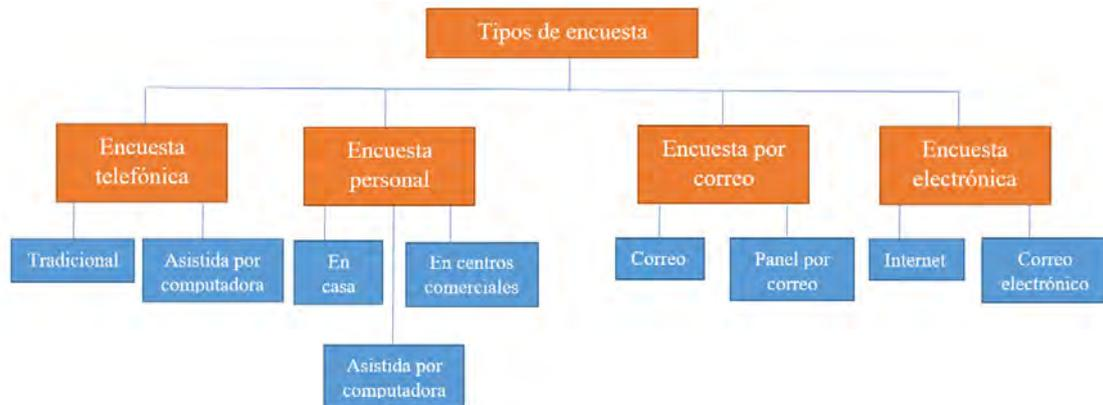 Tipos de encuesta
Encuesta
telefónica
Encuesta
personal
Encuesta por
correo
Encuesta
electrónica
Tradicional
Asistida por
computadora
En
casa
En centros
comerciales
Correo
Panel por
correo
Internet
Correo
electrónico
Asistida por
computadora